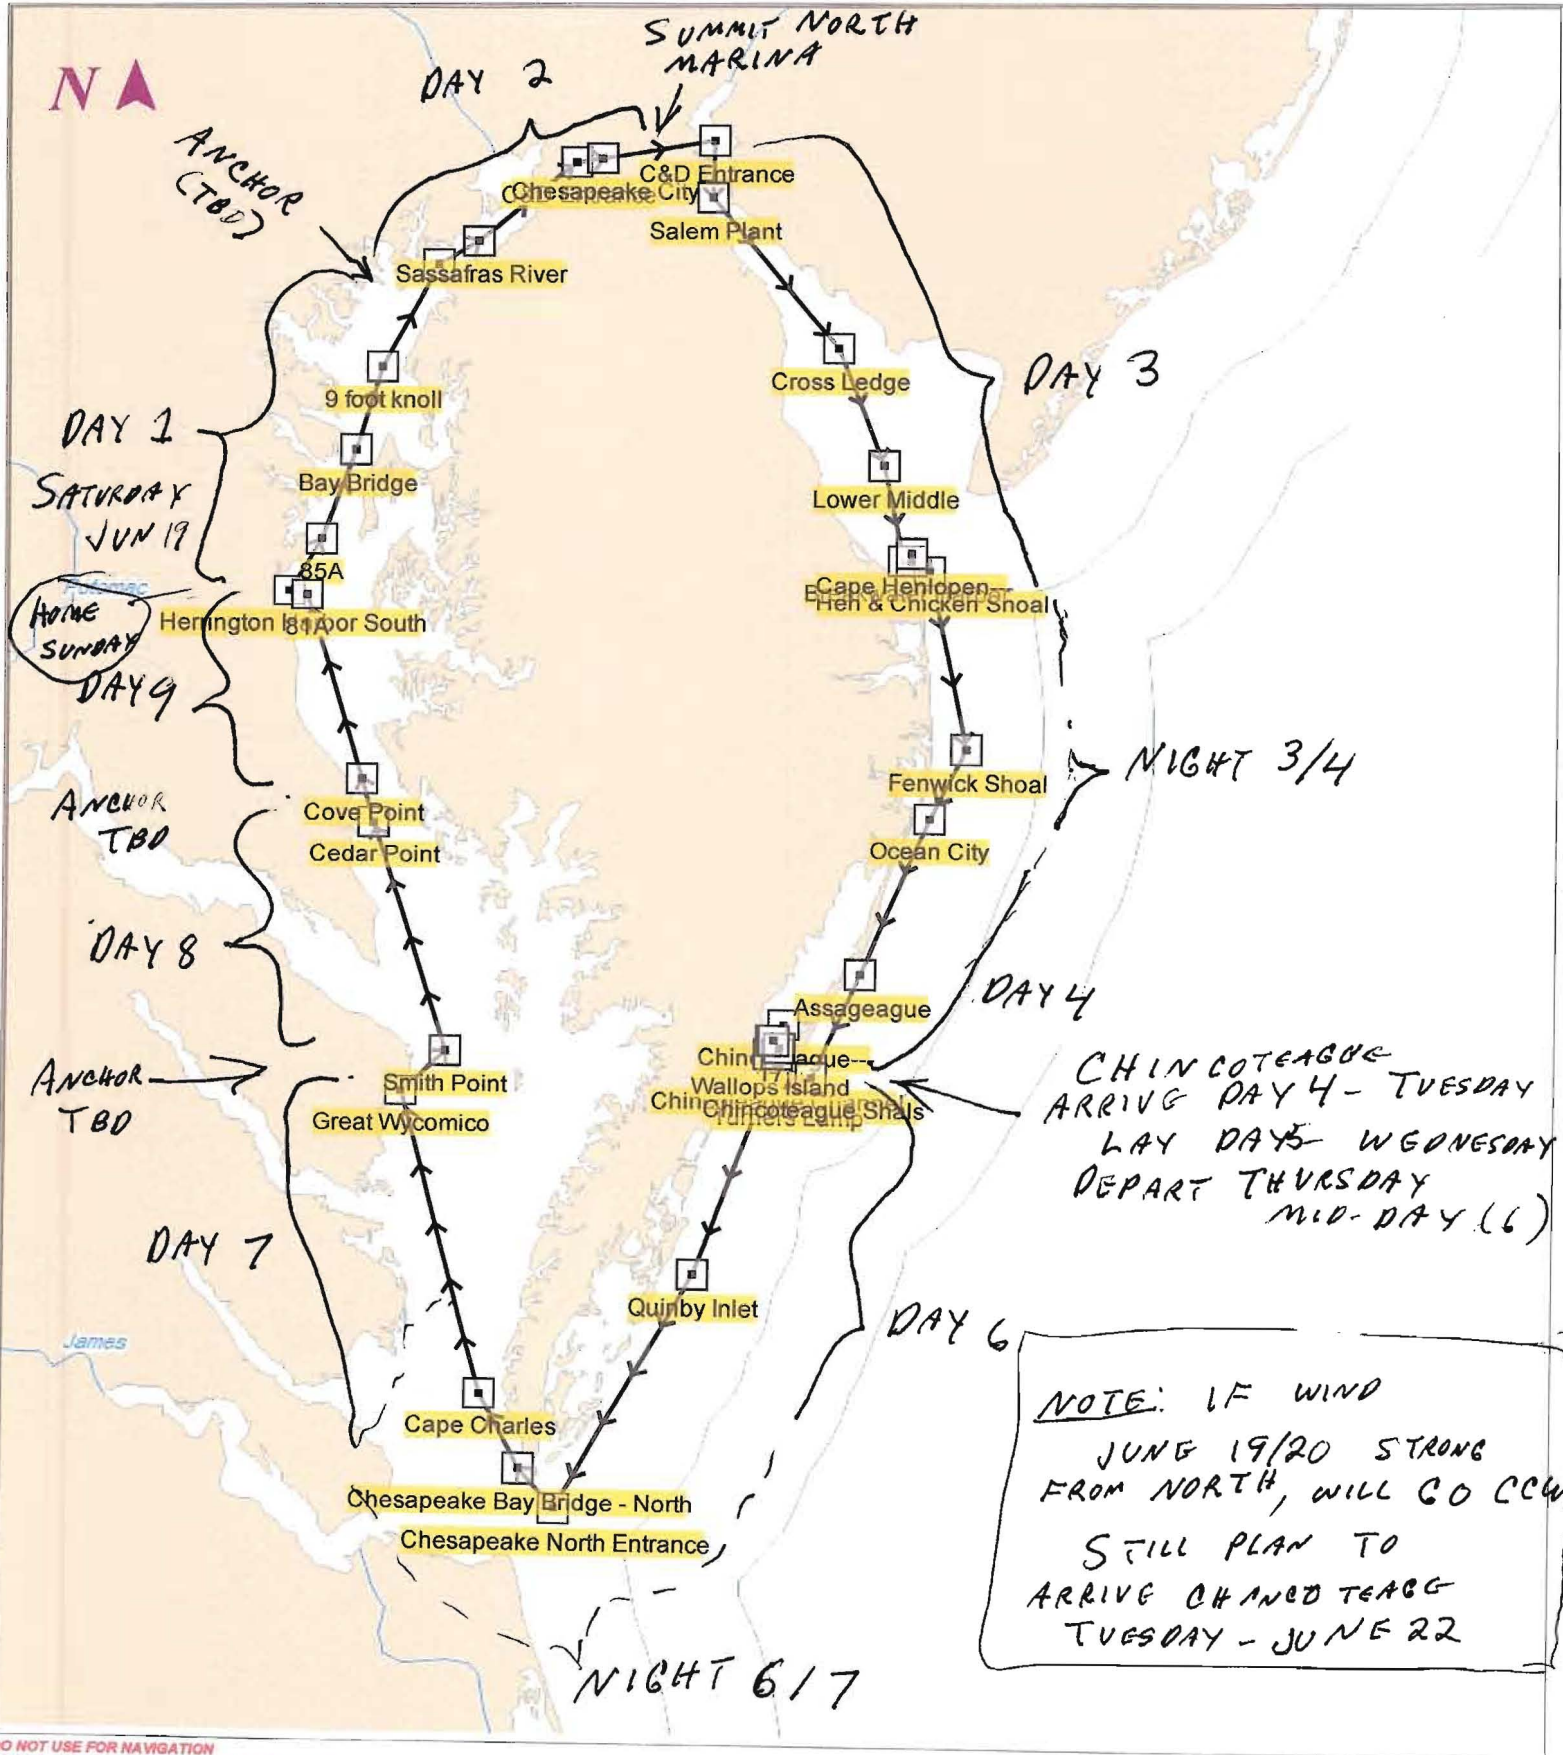 SUMMIT NORTH
MARINA
DAY 2
N
ANCHOR
(TBD)
C&D Entrance
Chesapeake City
Salem Plant
Sassafras River
DAY 3
Cross Ledge
9 foot knoll
DAY 1
SATURDAY
JUN 19
Bay Bridge
Lower Middle
85A
Potomac
Cape Henlopen
Hen & Chicken Shoal
HOME
SUNDAY
Herrington Harbor South
81A
DAY 9
NIGHT 3/4
Fenwick Shoal
ANCHOR
TBD
Cove Point
Cedar Point
Ocean City
DAY 8
DAY 4
Assageague
ANCHOR
TBD
Smith Point
Great Wycomico
Wallops Island
Chincoteague Shals
Turners Lump
CHINCOTEAGUE
ARRIVE DAY 4 - TUESDAY
LAY DAY 5 WEDNESDAY
DEPART THURSDAY
MID-DAY (6)
DAY 7
Quinby Inlet
DAY 6
James
Cape Charles
Chesapeake Bay Bridge - North
Chesapeake North Entrance
NOTE: IF WIND
JUNE 19/20 STRONG
FROM NORTH, WILL GO CCW
STILL PLAN TO
ARRIVE CHINCOTEAGE
TUESDAY - JUNE 22
NIGHT 6/7
O NOT USE FOR NAVIGATION